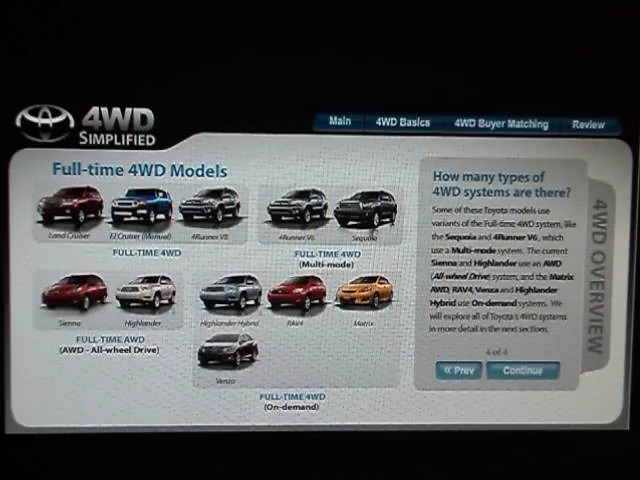 4WD
SIMPLIFIED
Main 4WD Basics 4WD Buyer Matching Review
Full-time 4WD Models
Land Cruiser FJ Cruiser (Manual) 4Runner V8
FULL-TIME 4WD
4Runner V6 Sequoia
FULL-TIME 4WD
(Multi-mode)
Sienna Highlander
FULL-TIME AWD
(AWD - All-wheel Drive)
Highlander Hybrid RAV4 Matrix
Venza
FULL-TIME 4WD
(On-demand)
How many types of
4WD systems are there?
Some of these Toyota models use
variants of the Full-time 4WD system, like
the Sequoia and 4Runner V6, which
use a Multi-mode system. The current
Sienna and Highlander use an AWD
(All-wheel Drive) system, and the Matrix
AWD, RAV4, Venza and Highlander
Hybrid use On-demand systems. We
will explore all of Toyota's 4WD systems
in more detail in the next sections.
4 of 4
« Prev Continue
4WD OVERVIEW